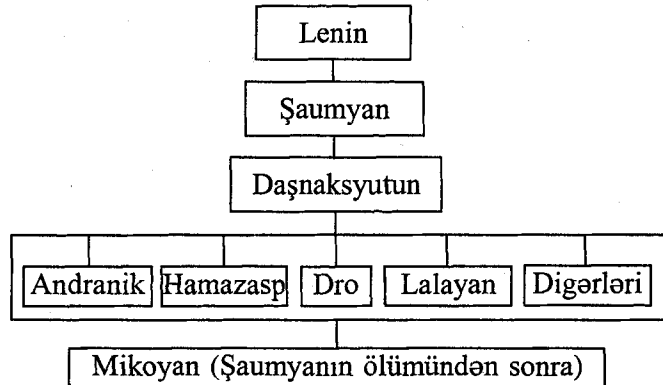 Lenin
Şaumyan
Daşnaksyutun
Andranik Hamazasp Dro Lalayan Digərləri
Mikoyan (Şaumyanın ölümündən sonra)